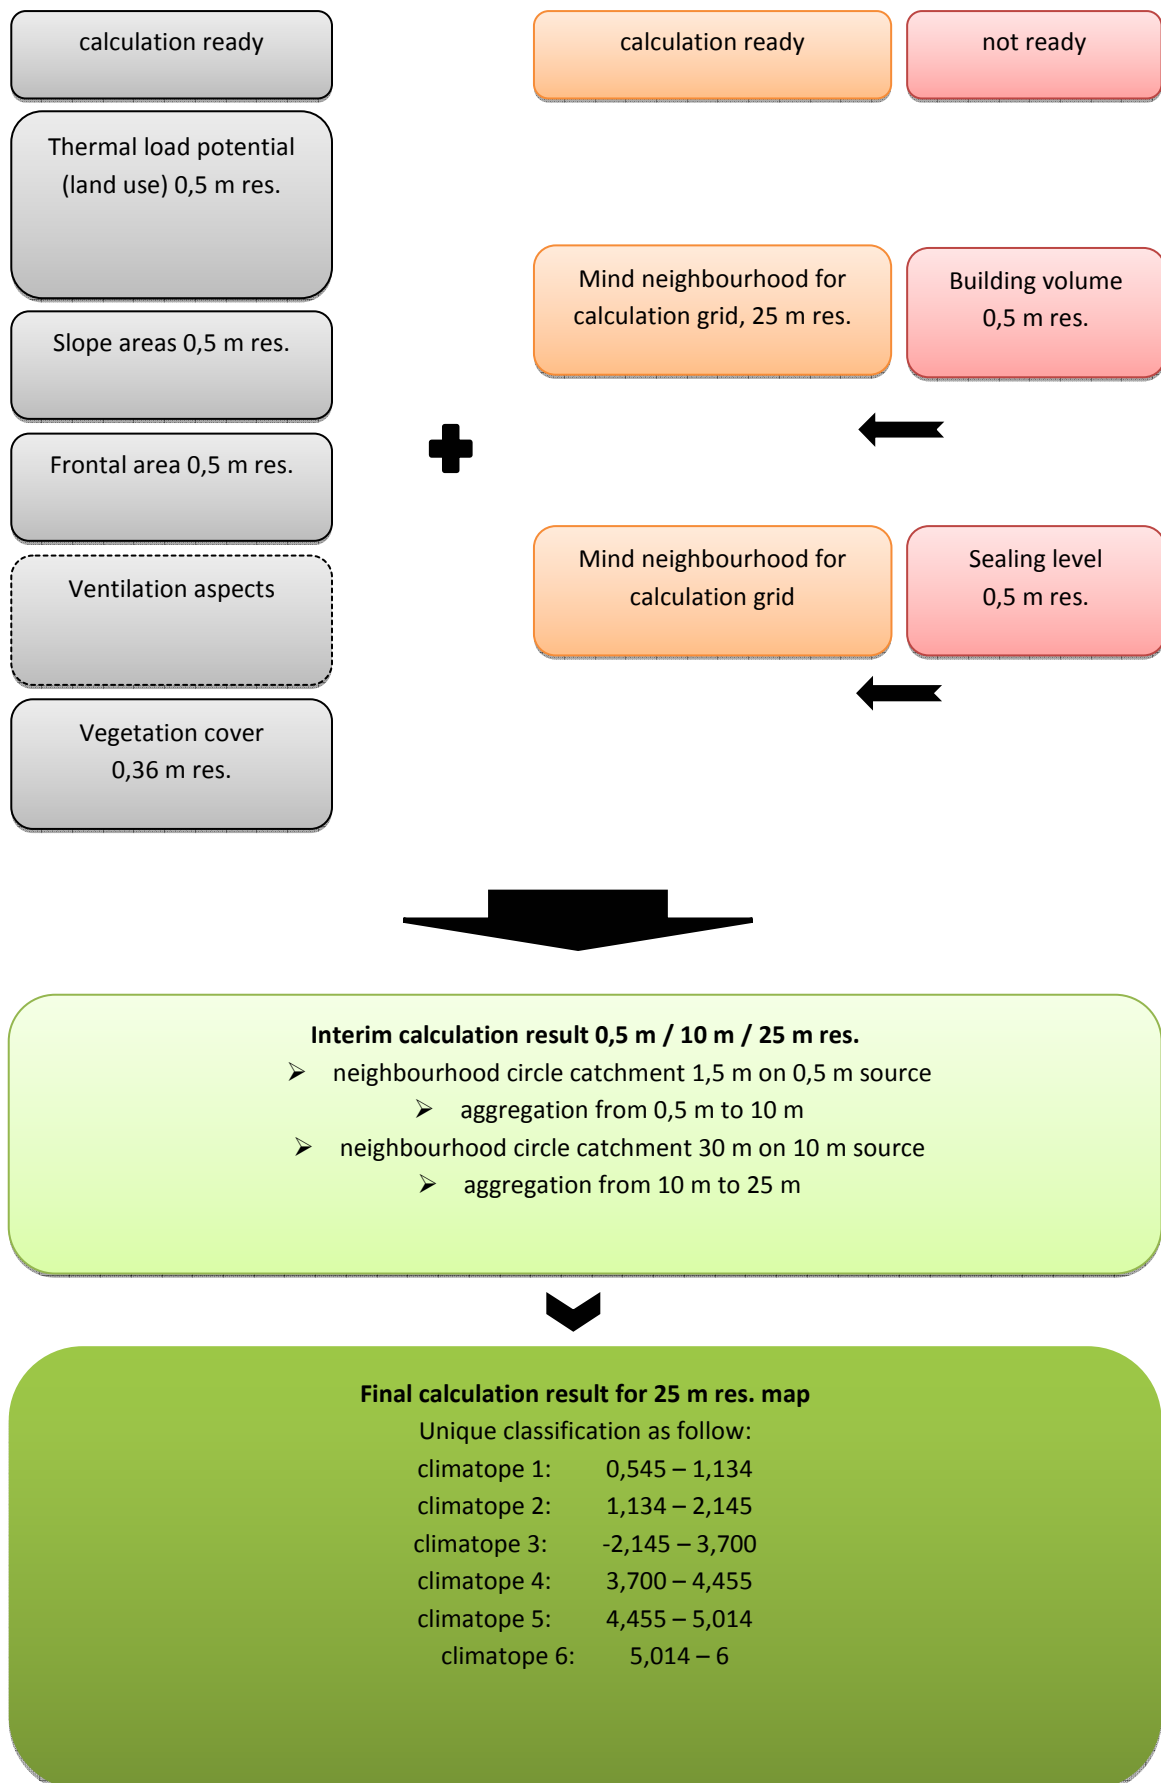 calculation ready
calculation ready
not ready
Thermal load potential
(land use) 0,5 m res.
Slope areas 0,5 m res.
Frontal area 0,5 m res.
Ventilation aspects
Vegetation cover
0,36 m res.
Mind neighbourhood for
calculation grid, 25 m res.
Building volume
0,5 m res.
Mind neighbourhood for
calculation grid
Sealing level
0,5 m res.
Interim calculation result 0,5 m / 10 m / 25 m res.
➢ neighbourhood circle catchment 1,5 m on 0,5 m source
➢ aggregation from 0,5 m to 10 m
➢ neighbourhood circle catchment 30 m on 10 m source
➢ aggregation from 10 m to 25 m
Final calculation result for 25 m res. map
Unique classification as follow:
climatope 1: 0,545 – 1,134
climatope 2: 1,134 – 2,145
climatope 3: -2,145 – 3,700
climatope 4: 3,700 – 4,455
climatope 5: 4,455 – 5,014
climatope 6: 5,014 – 6